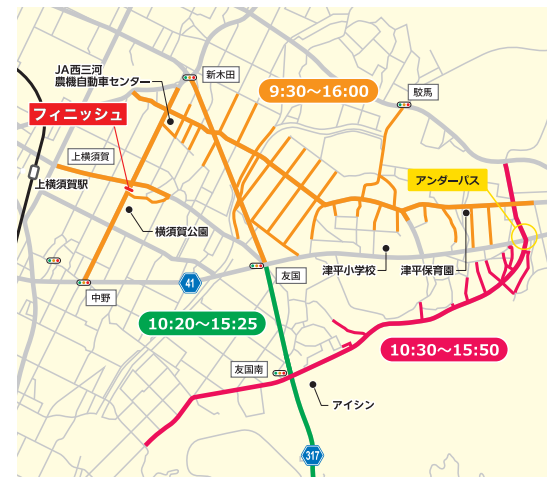 JA西三河
農機自動車センター
新木田
9:30〜16:00
鮫馬
フィニッシュ
上横須賀
上横須賀駅
アンダーパス
横須賀公園
津平小学校
津平保育園
友国
41
中野
10:20〜15:25
10:30〜15:50
友国南
アイシン
317